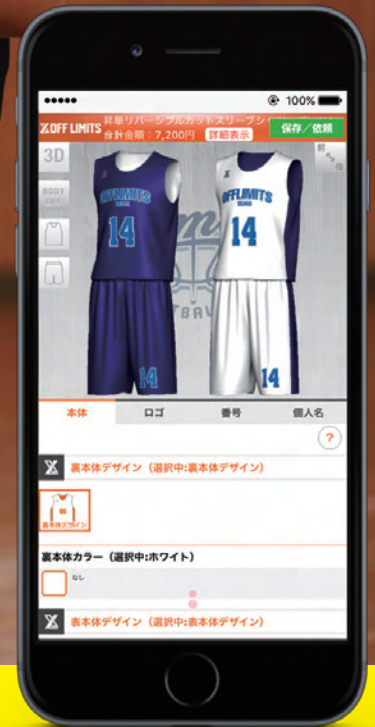 100%
OFF LIMITS
昇華リバーシブルカットスリーブシ
合計金額：7,200円
詳細表示
保存／依頼
3D
BODY
OFFLIMITS
14
OFFLIMITS
14
14
14
本体
ロゴ
番号
個人名
?
裏本体デザイン（選択中:裏本体デザイン）
裏本体デザイン
裏本体カラー（選択中:ホワイト）
なし
表本体デザイン（選択中:表本体デザイン）